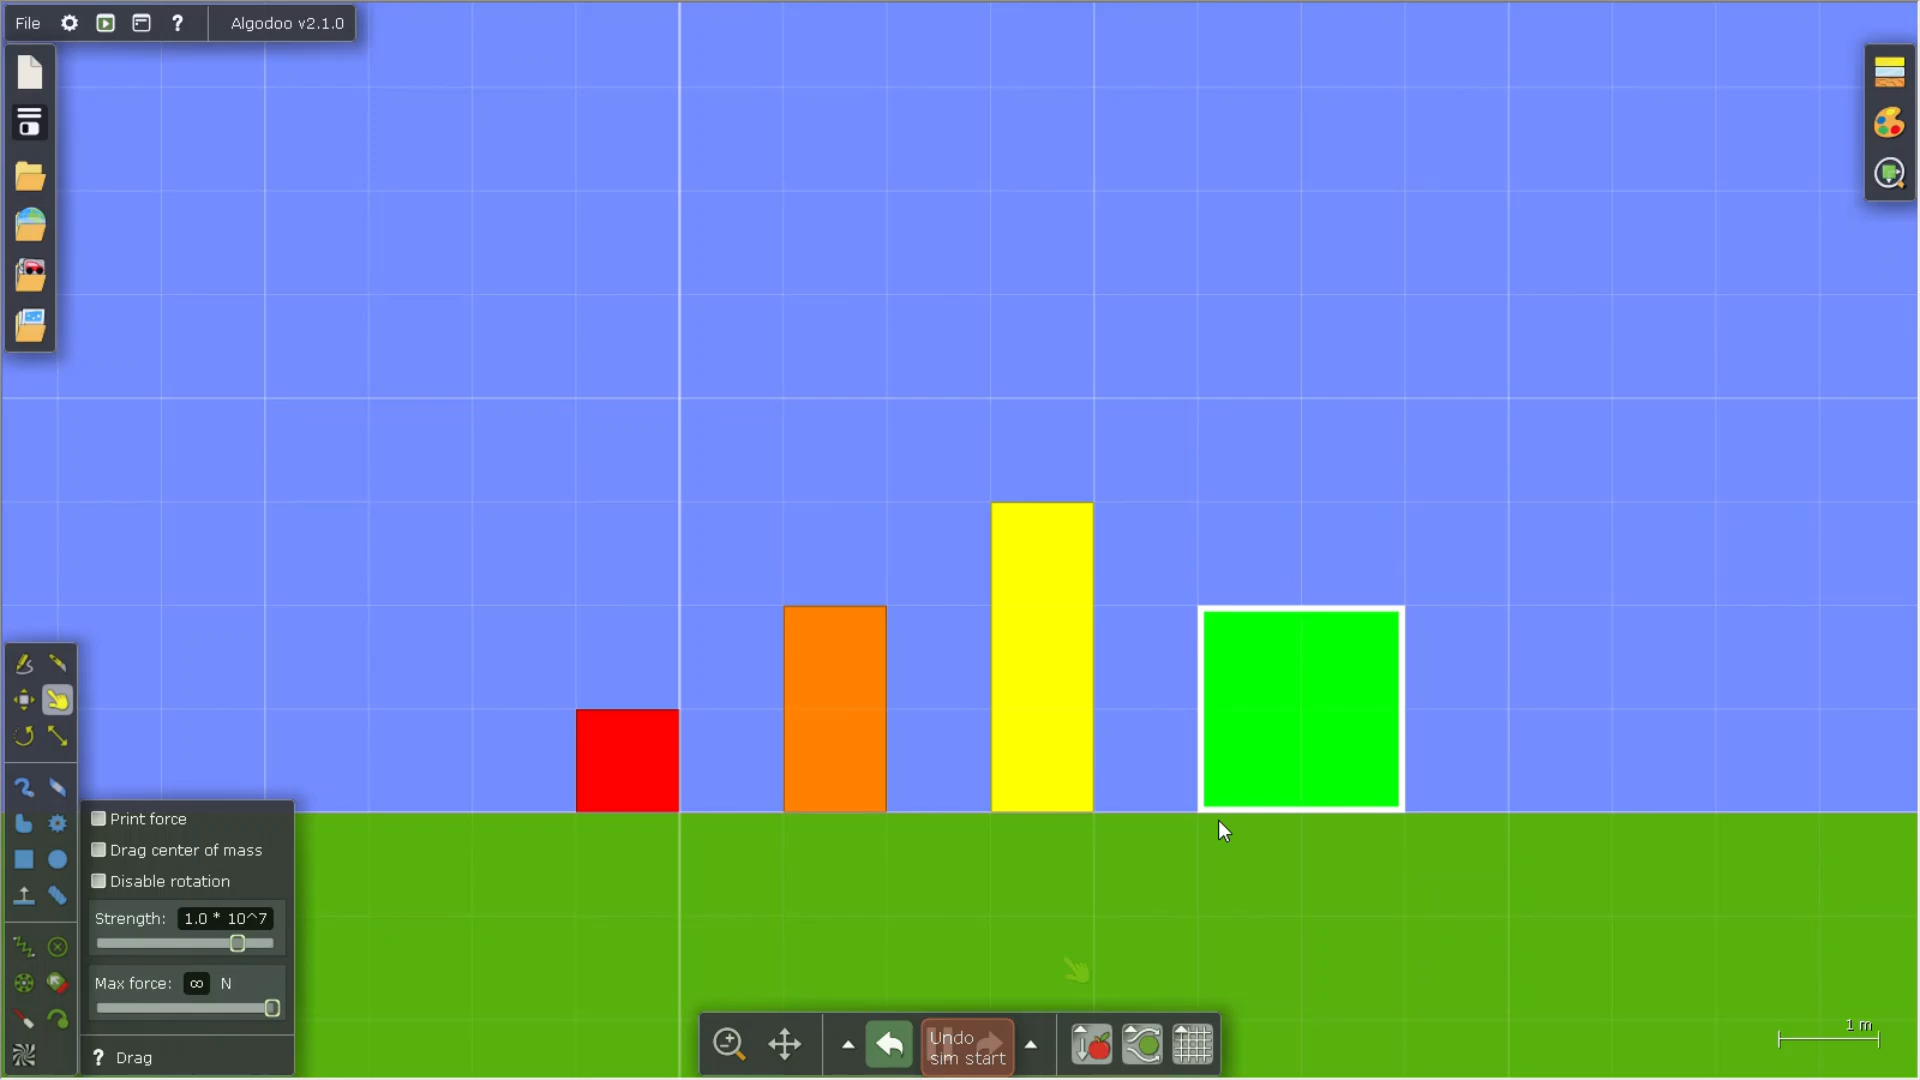 File
? Algodoo v2.1.0
Print force
Drag center of mass
Disable rotation
Strength: 1.0 * 10^7
Max force: ∞ N
? Drag
Undo
sim start
1 m